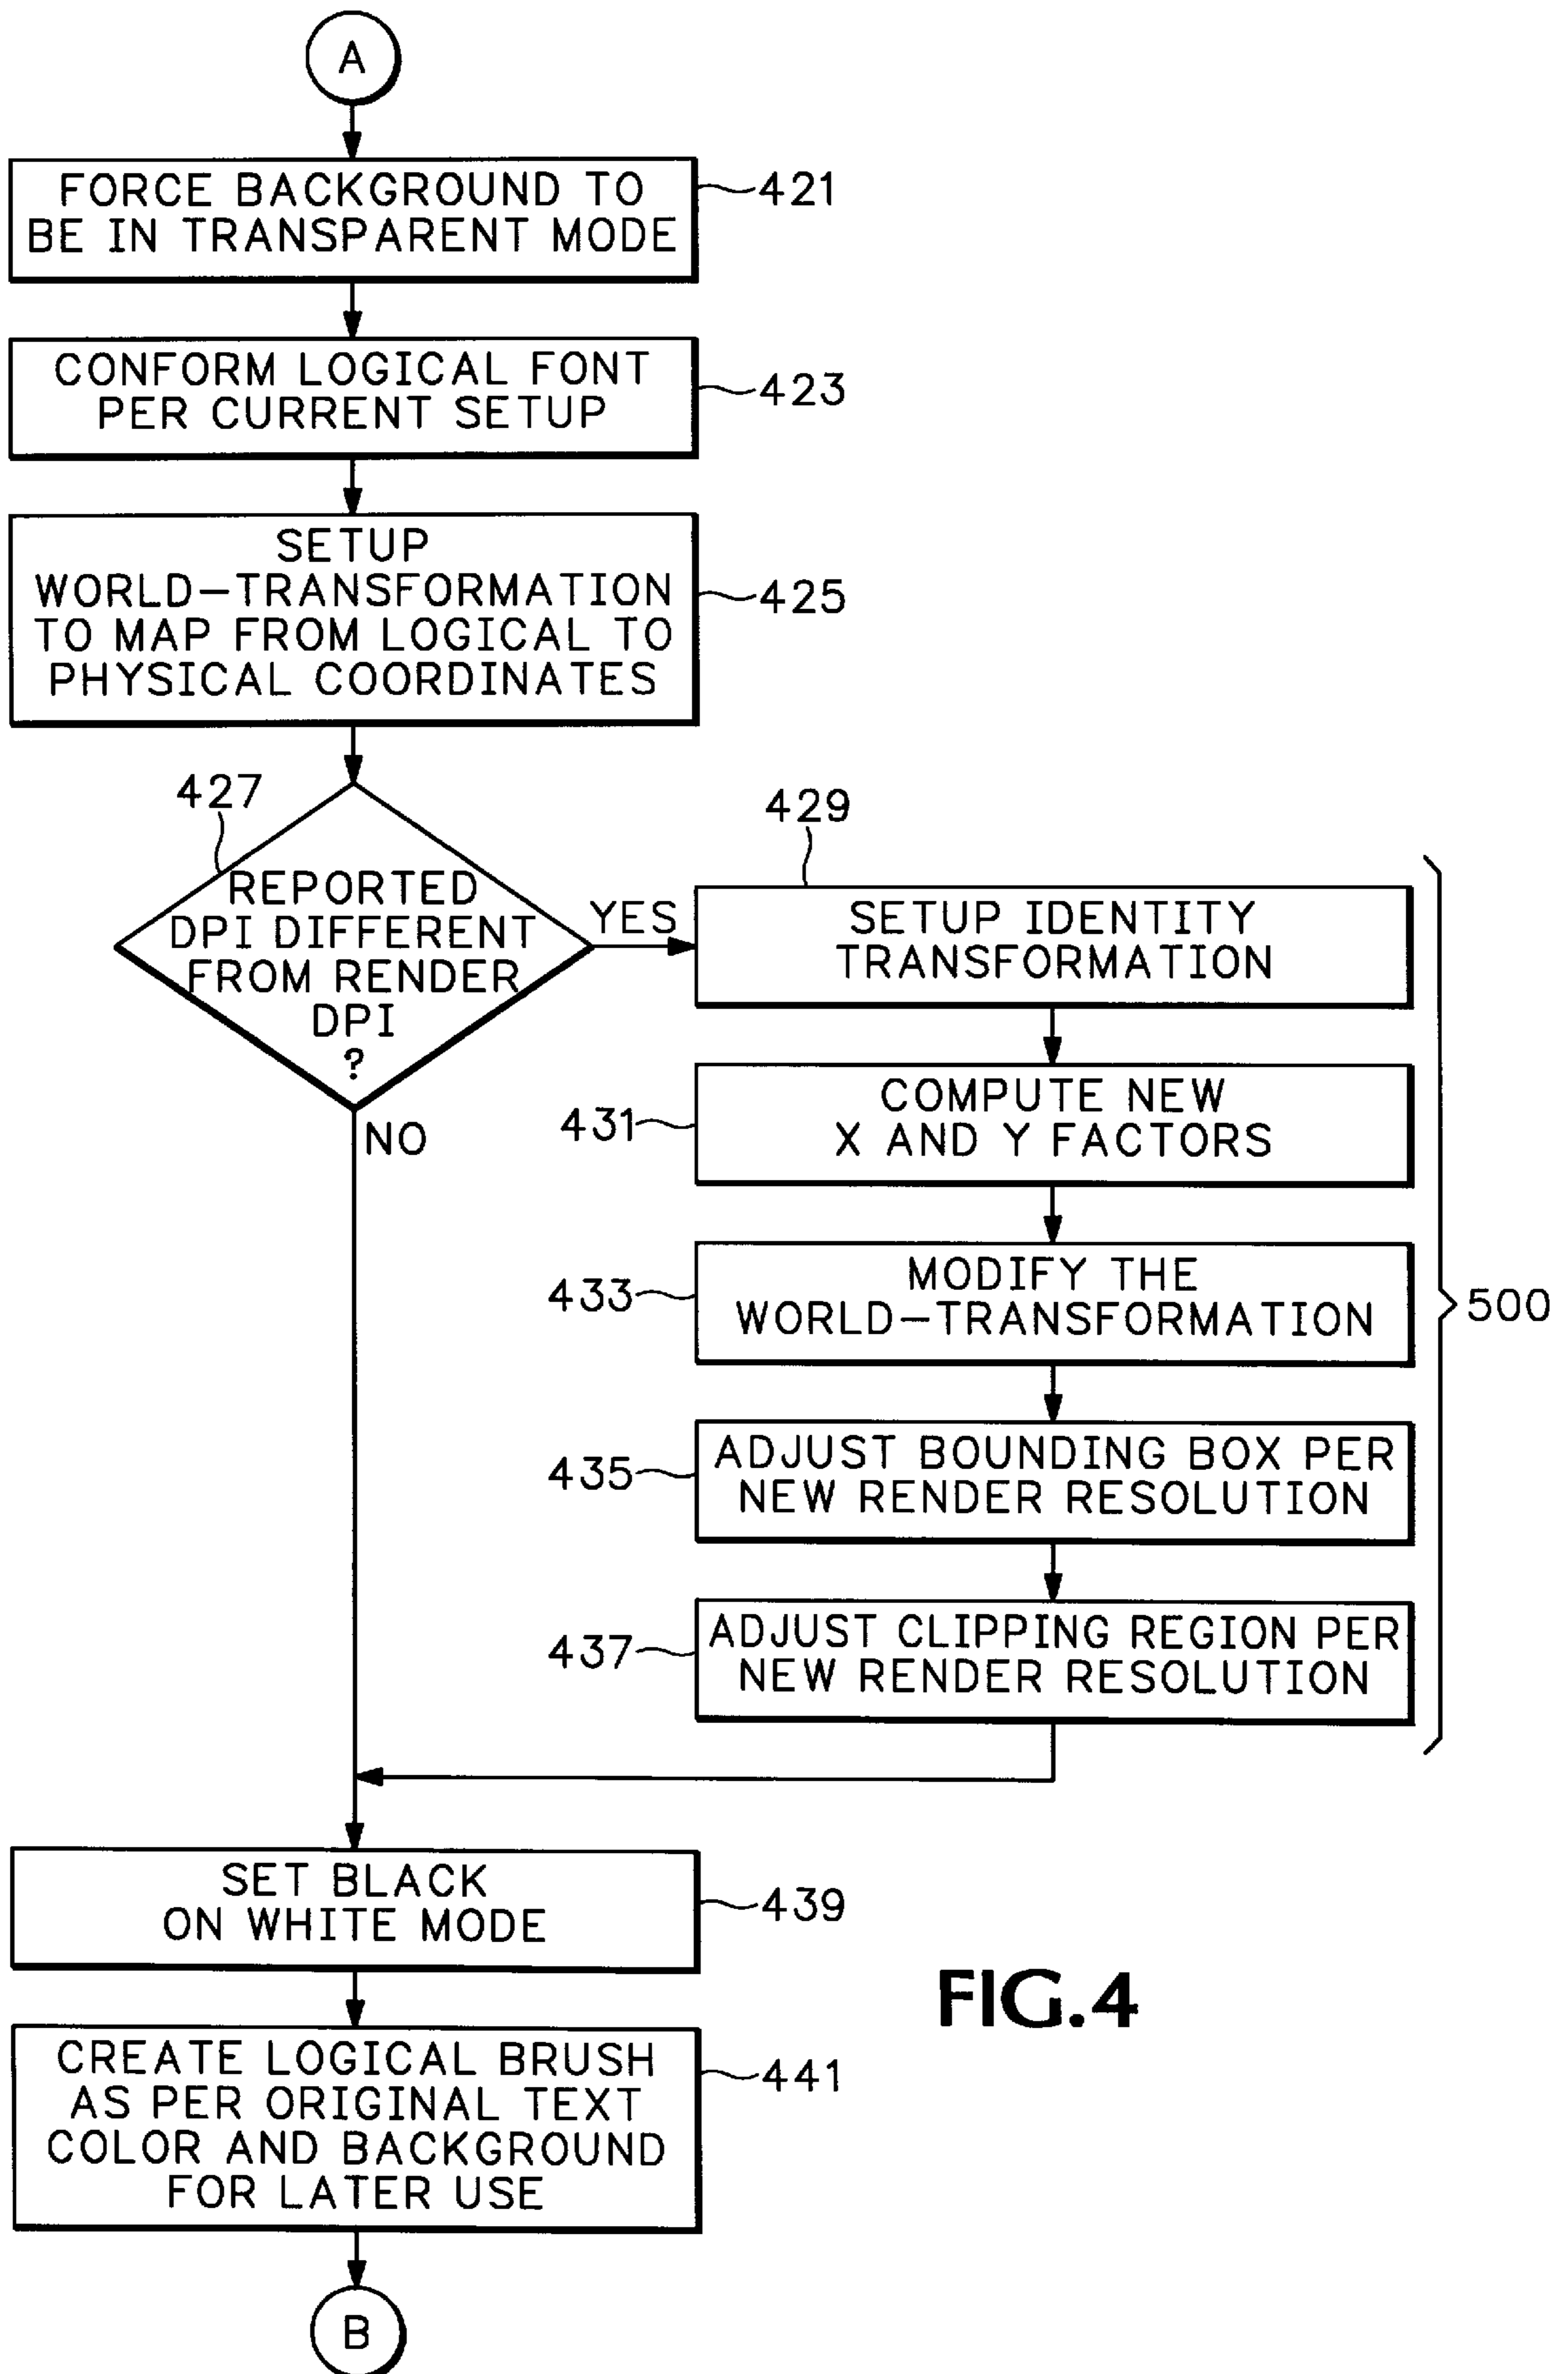 A
FORCE BACKGROUND TO
BE IN TRANSPARENT MODE
421
CONFORM LOGICAL FONT
PER CURRENT SETUP
423
SETUP
WORLD-TRANSFORMATION
TO MAP FROM LOGICAL TO
PHYSICAL COORDINATES
425
427
REPORTED
DPI DIFFERENT
FROM RENDER
DPI
?
YES
NO
429
SETUP IDENTITY
TRANSFORMATION
431
COMPUTE NEW
X AND Y FACTORS
433
MODIFY THE
WORLD-TRANSFORMATION
500
435
ADJUST BOUNDING BOX PER
NEW RENDER RESOLUTION
437
ADJUST CLIPPING REGION PER
NEW RENDER RESOLUTION
SET BLACK
ON WHITE MODE
439
CREATE LOGICAL BRUSH
AS PER ORIGINAL TEXT
COLOR AND BACKGROUND
FOR LATER USE
441
B
FIG.4